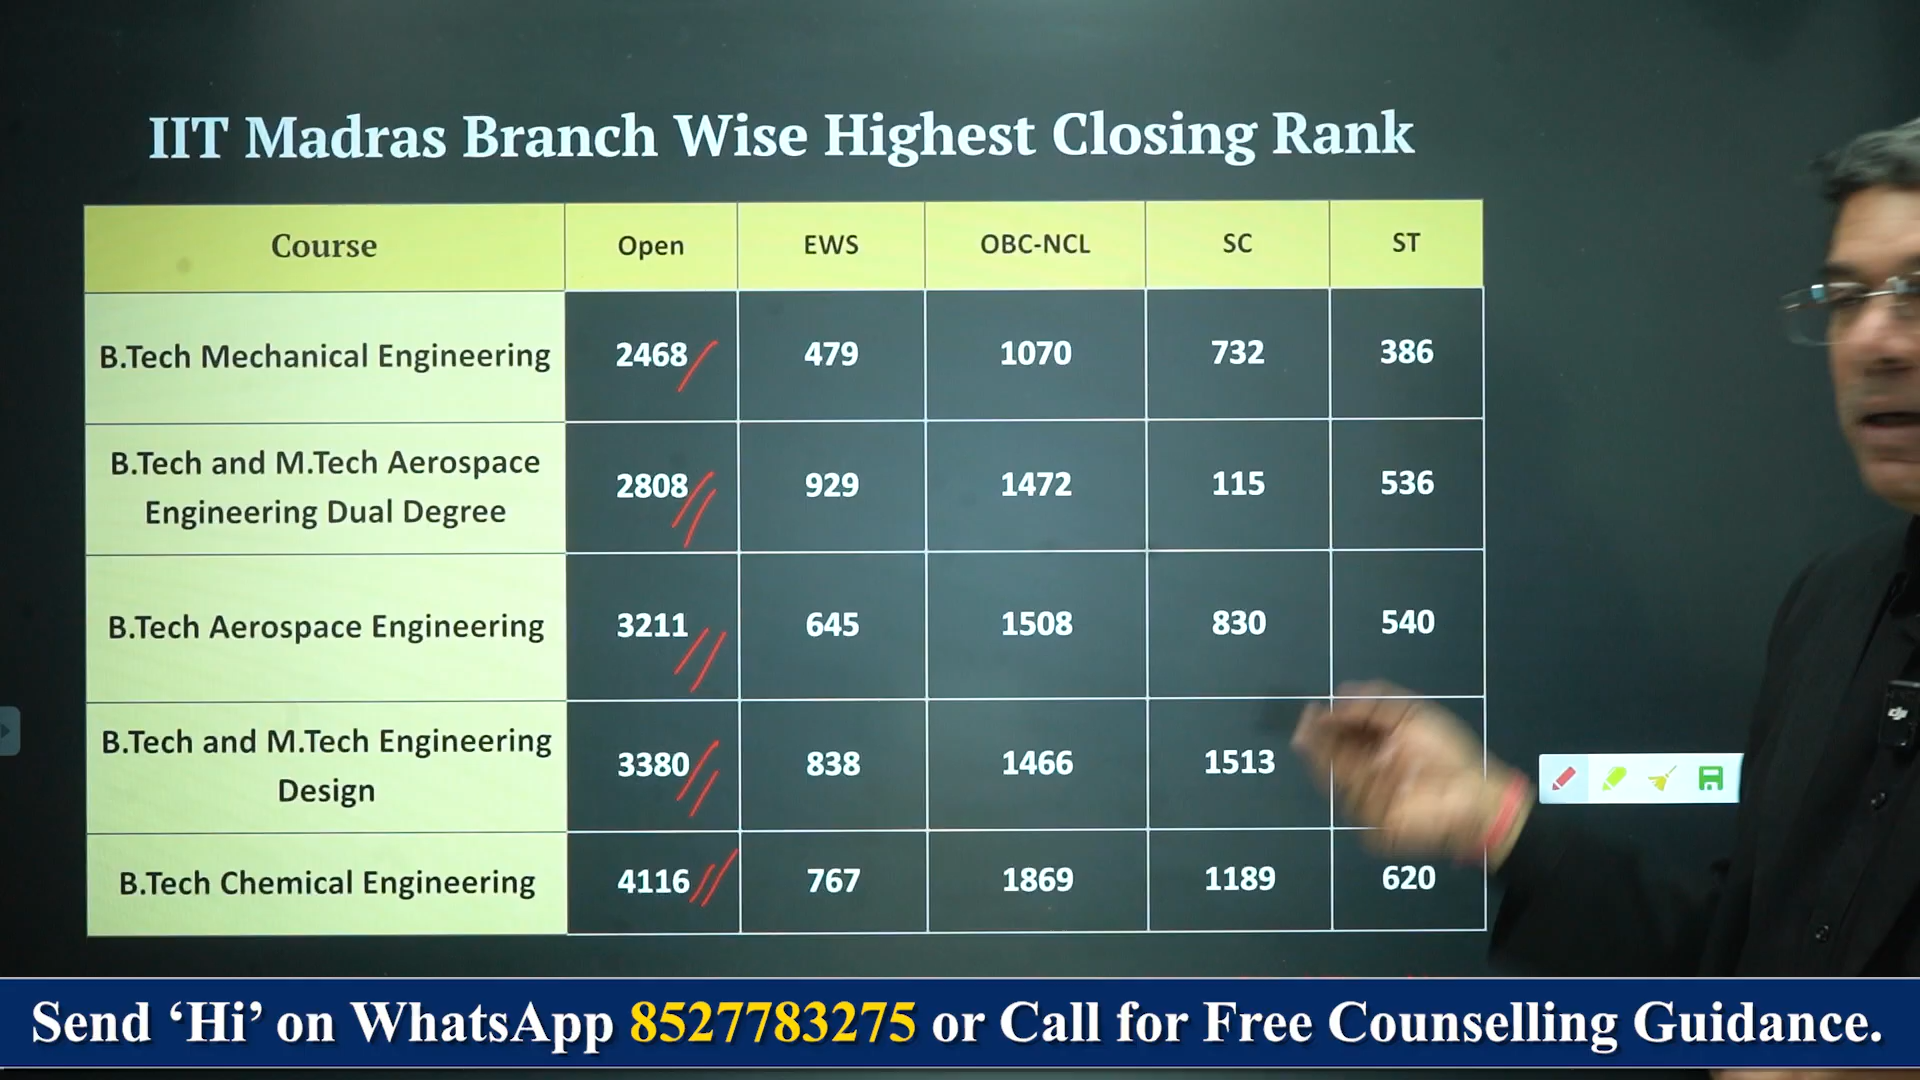 IIT Madras Branch Wise Highest Closing Rank
Course Open EWS OBC-NCL SC ST
B.Tech Mechanical Engineering 2468 479 1070 732 386
B.Tech and M.Tech Aerospace
Engineering Dual Degree 2808 929 1472 115 536
B.Tech Aerospace Engineering 3211 645 1508 830 540
B.Tech and M.Tech Engineering
Design 3380 838 1466 1513
B.Tech Chemical Engineering 4116 767 1869 1189 620
dji
Send ‘Hi’ on WhatsApp 8527783275 or Call for Free Counselling Guidance.